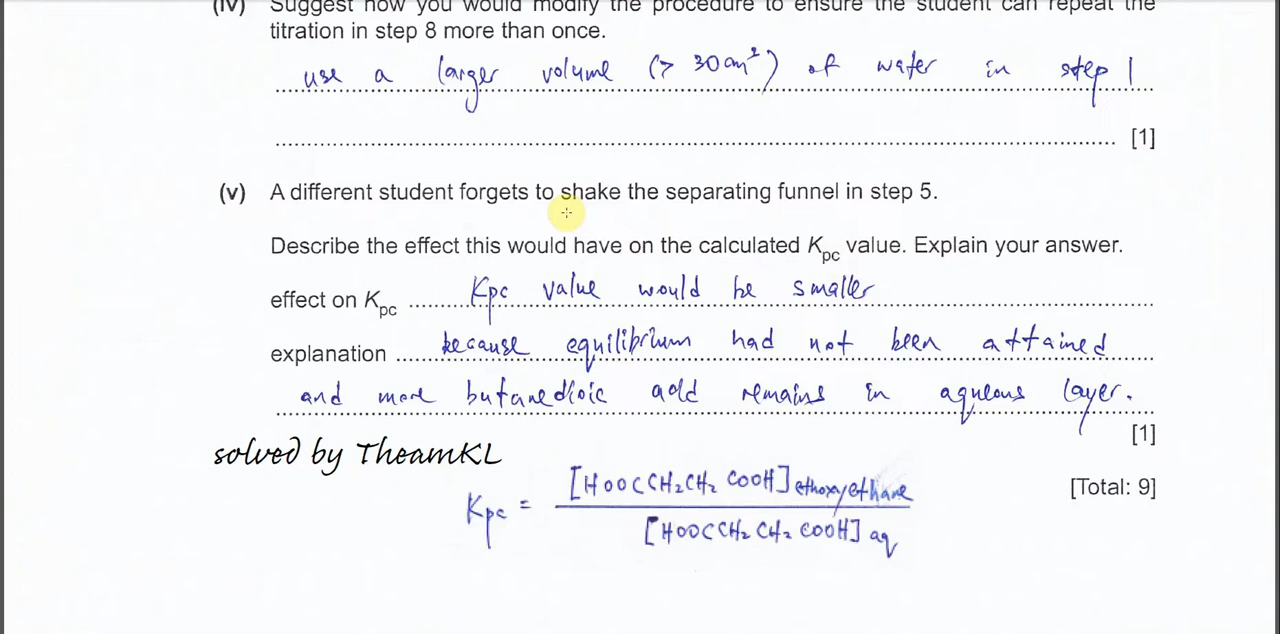 (iv) Suggest how you would modify the procedure to ensure the student can repeat the
titration in step 8 more than once.
use a larger volume (> 30cm³) of water in step 1
[1]
(v) A different student forgets to shake the separating funnel in step 5.
Describe the effect this would have on the calculated Kpc value. Explain your answer.
effect on Kpc Kpc value would be smaller
explanation because equilibrium had not been attained
and more butanedioic acid remains in aqueous layer.
[1]
solved by TheamKL
[Total: 9]
Kpc = [HOOCCH₂CH₂COOH] ethoxyethane
[HOOCCH₂CH₂COOH] aq